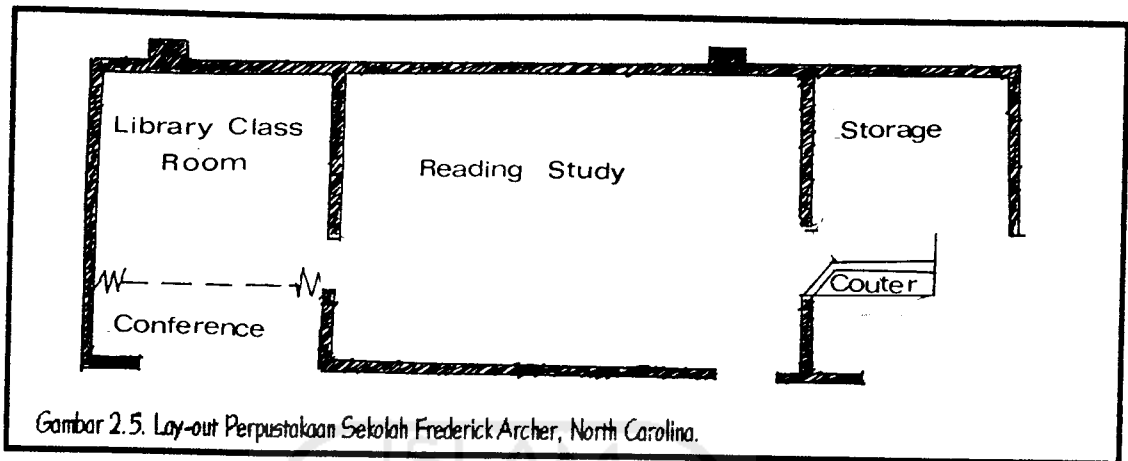 Library Class
Room
Reading Study
Storage
Couter
Conference
Gambar 2.5. Lay-out Perpustakaan Sekolah Frederick Archer, North Carolina.
ISLAM